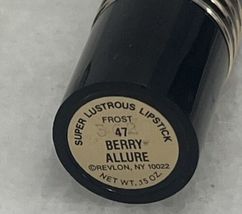 SUPER LUSTROUS LIPSTICK
FROST
47
BERRY
ALLURE
©REVLON, NY 10022
NET WT. .15 OZ.